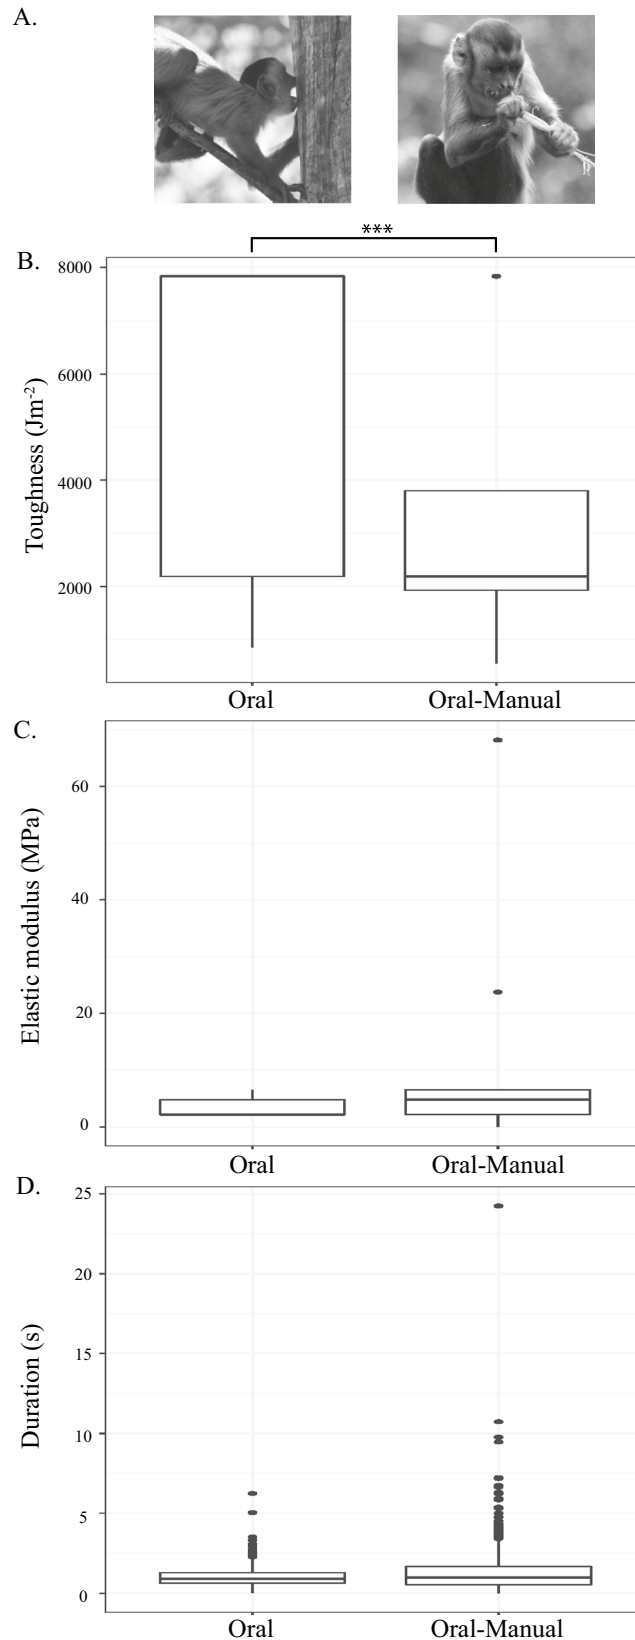 A.
***
B.
8000
6000
4000
2000
Toughness (Jm-2)
Oral
Oral-Manual
C.
60
40
20
0
Elastic modulus (MPa)
Oral
Oral-Manual
D.
25
20
15
10
5
0
Duration (s)
Oral
Oral-Manual